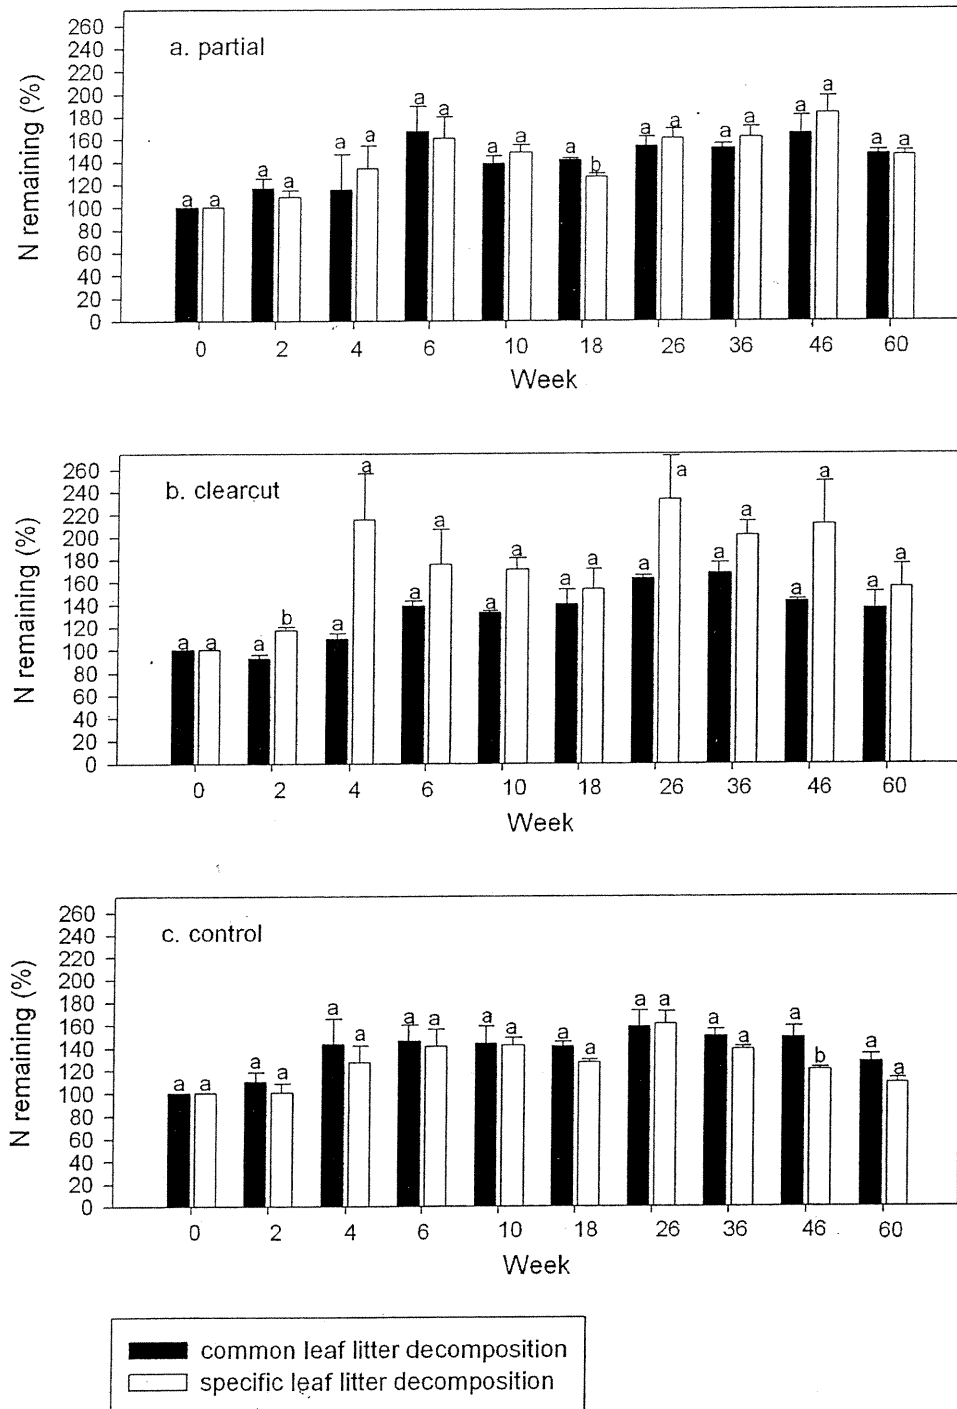 a. partial
N remaining (%)
260
240
220
200
180
160
140
120
100
80
60
40
20
0
a a a a a a a a a a a b a a a a a a a a
0 2 4 6 10 18 26 36 46 60
Week
b. clearcut
N remaining (%)
260
240
220
200
180
160
140
120
100
80
60
40
20
0
a a a b a a a a a a a a a a a a a a a a
0 2 4 6 10 18 26 36 46 60
Week
c. control
N remaining (%)
260
240
220
200
180
160
140
120
100
80
60
40
20
0
a a a a a a a a a a a a a a a a a b a a
0 2 4 6 10 18 26 36 46 60
Week
common leaf litter decomposition
specific leaf litter decomposition